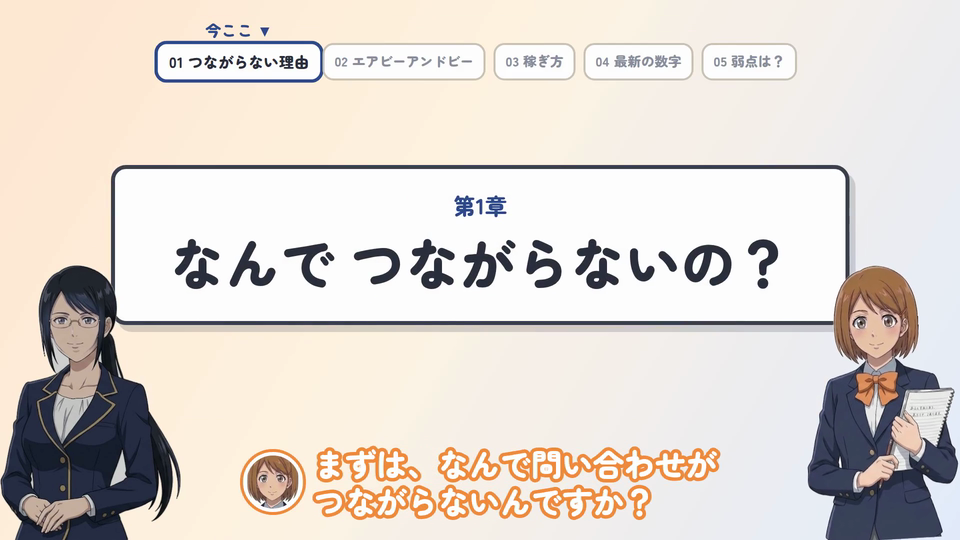 今ここ ▼
01 つながらない理由
02 エアビーアンドビー
03 稼ぎ方
04 最新の数字
05 弱点は？
第1章
なんで つながらないの？
まずは、なんで問い合わせが
つながらないんですか？